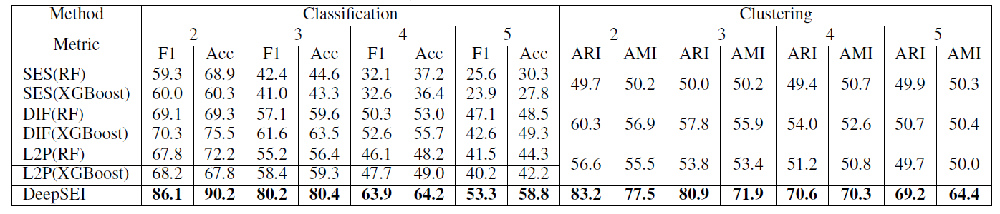 Method Classification Clustering
Metric 2 3 4 5 2 3 4 5
F1 Acc F1 Acc F1 Acc F1 Acc ARI AMI ARI AMI ARI AMI ARI AMI
SES(RF) 59.3 68.9 42.4 44.6 32.1 37.2 25.6 30.3 49.7 50.2 50.0 50.2 49.4 50.7 49.9 50.3
SES(XGBoost) 60.0 60.3 41.0 43.3 32.6 36.4 23.9 27.8
DIF(RF) 69.1 69.3 57.1 59.6 50.3 53.0 47.1 48.5 60.3 56.9 57.8 55.9 54.0 52.6 50.7 50.4
DIF(XGBoost) 70.3 75.5 61.6 63.5 52.6 55.7 42.6 49.3
L2P(RF) 67.8 72.2 55.2 56.4 46.1 48.2 41.5 44.3 56.6 55.5 53.8 53.4 51.2 50.8 49.7 50.0
L2P(XGBoost) 68.2 67.8 58.4 59.3 47.7 49.0 40.2 42.2
DeepSEI 86.1 90.2 80.2 80.4 63.9 64.2 53.3 58.8 83.2 77.5 80.9 71.9 70.6 70.3 69.2 64.4